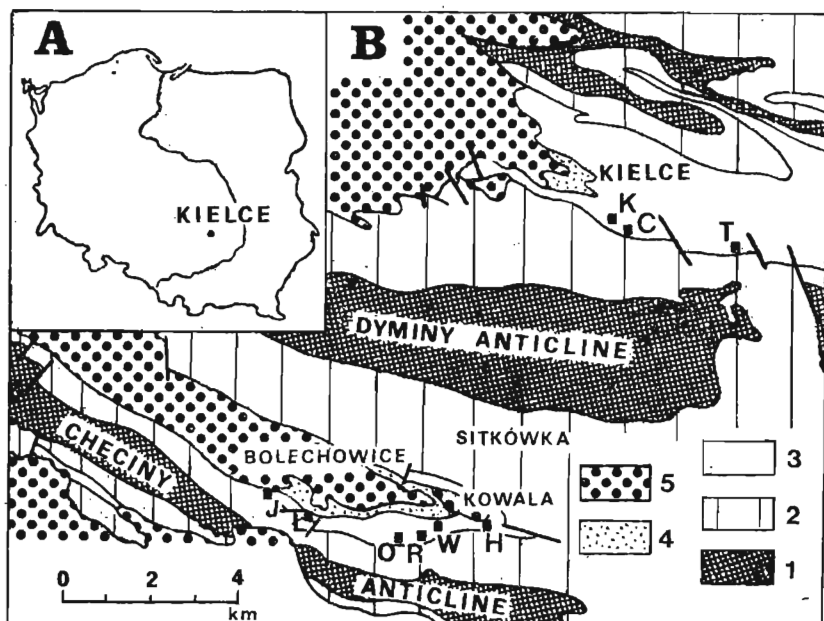 A
KIELCE
B
KIELCE
K
C
T
DYMINY ANTICLINE
CHECINY
BOLECHOWICE
SITKÓWKA
KOWALA
J
L
O
R
W
H
ANTICLINE
5
4
3
2
1
0 2 4
km